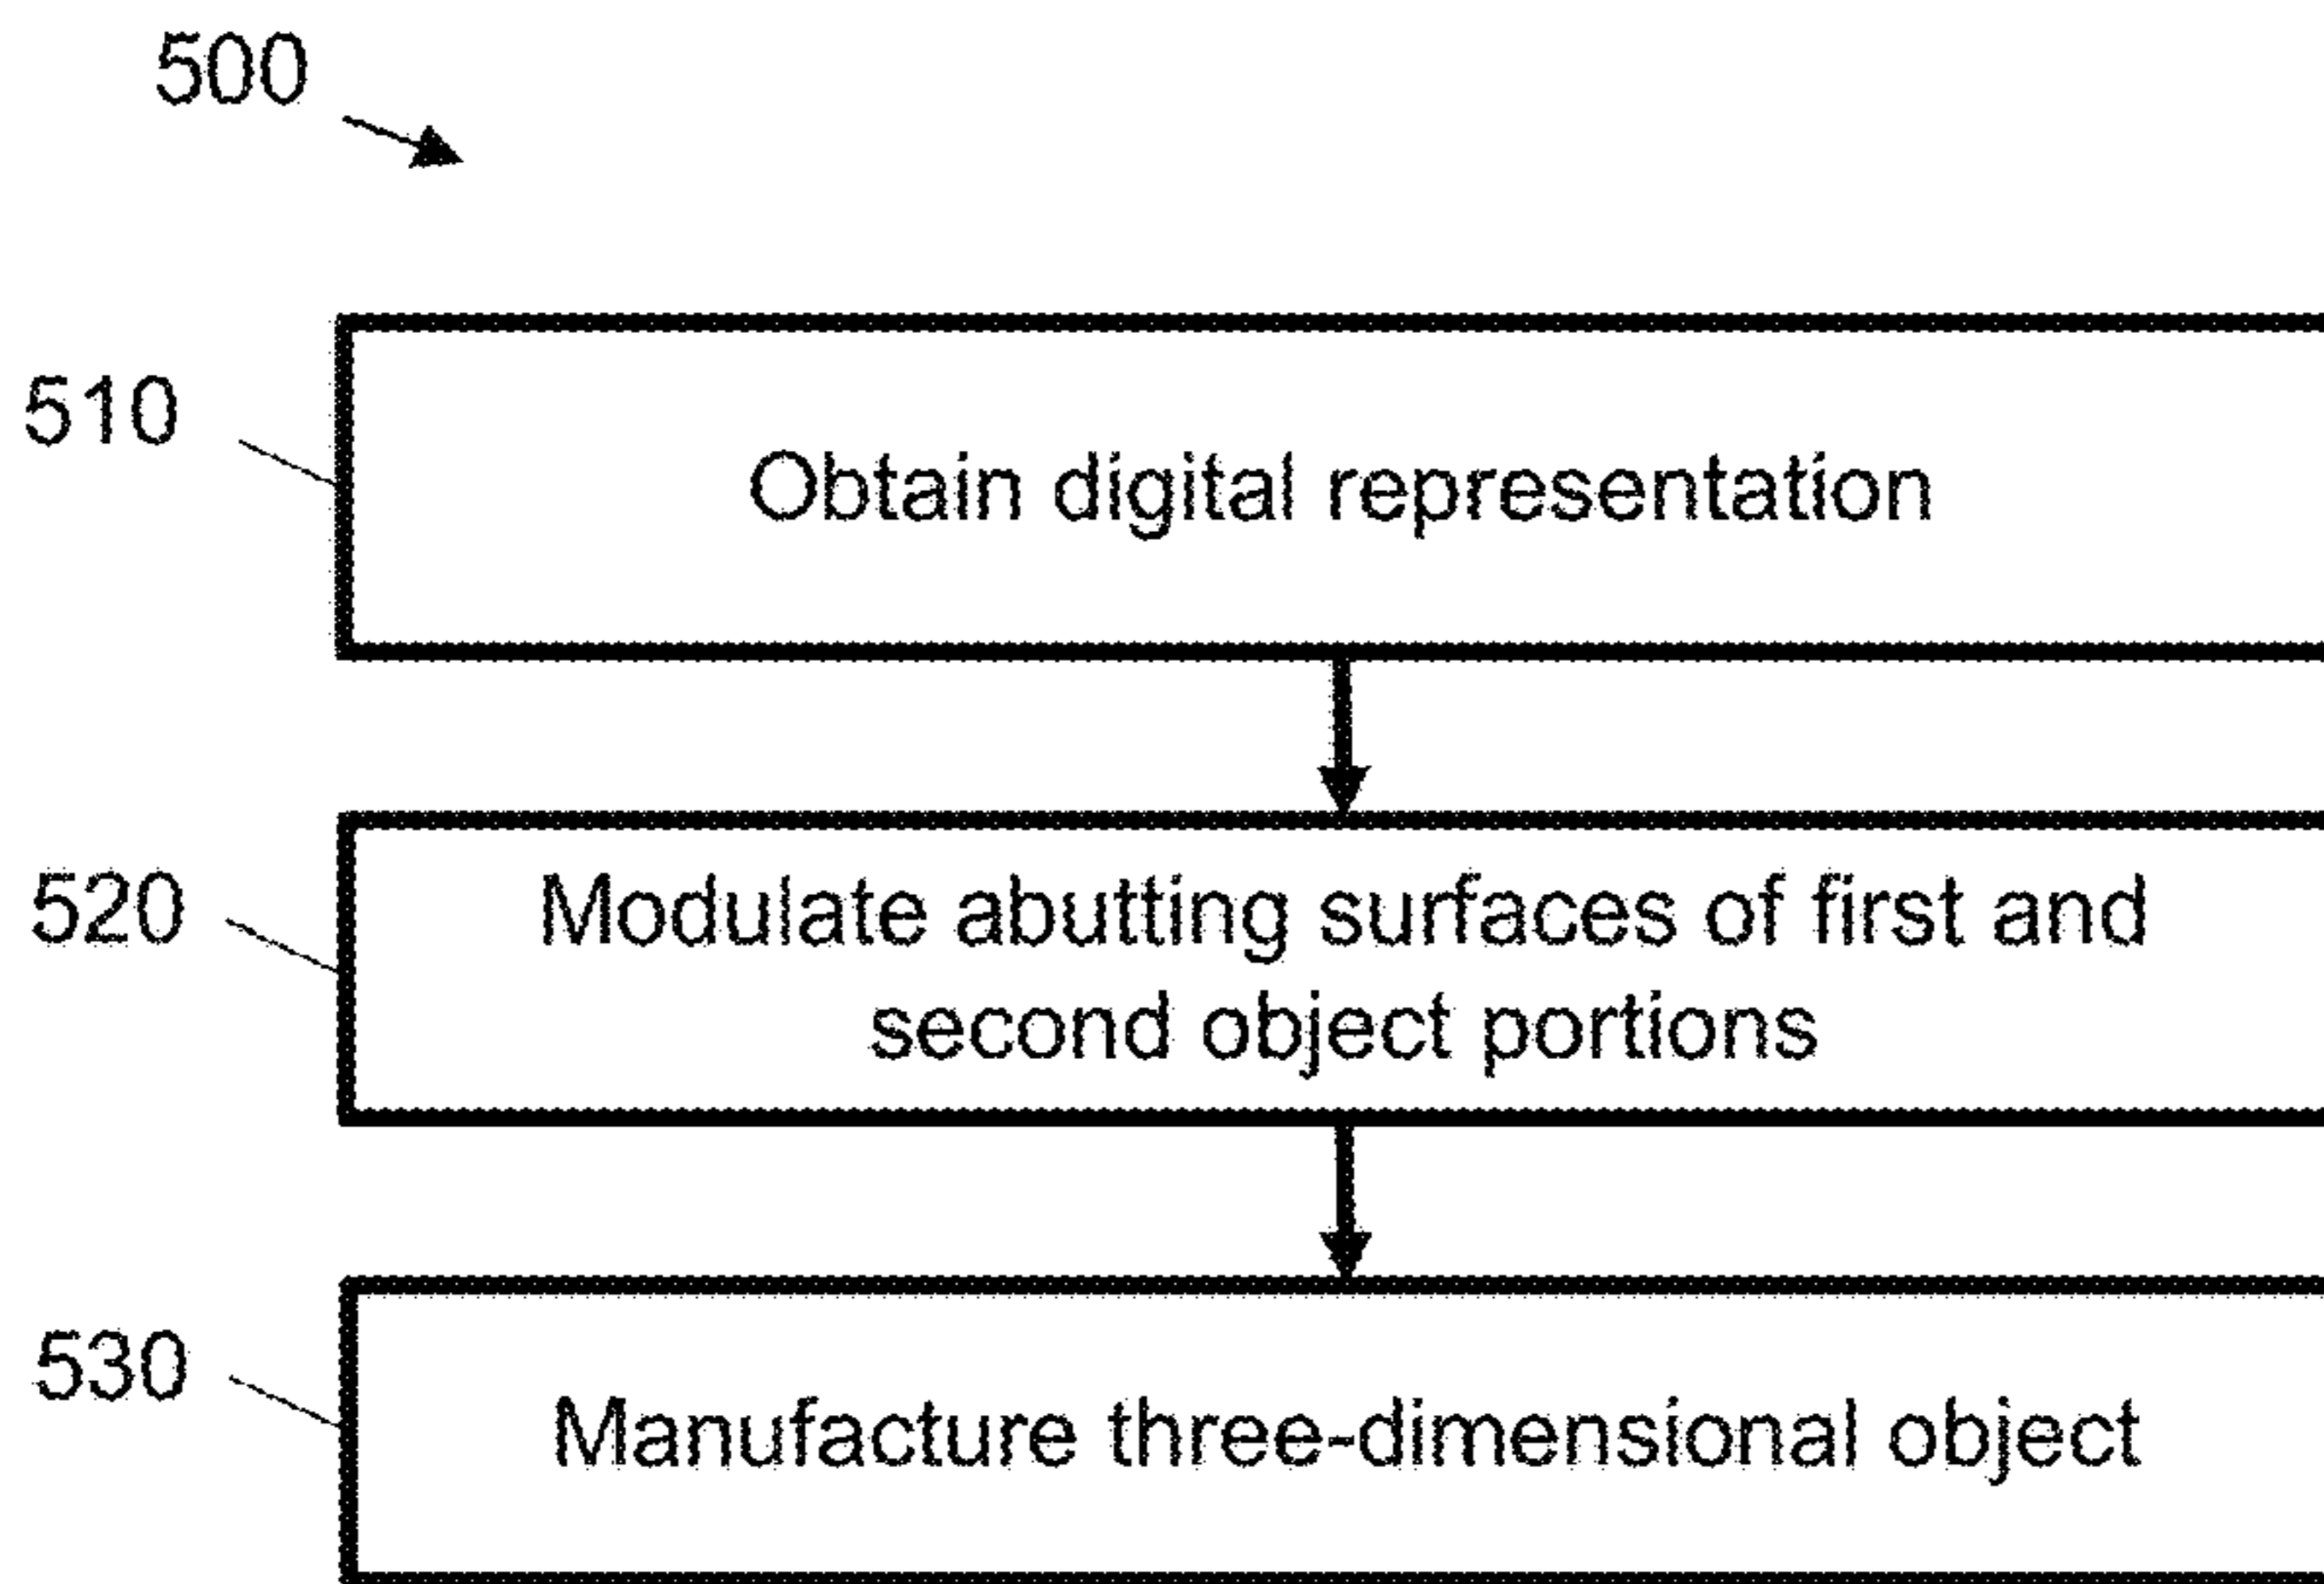 500
510
Obtain digital representation
520
Modulate abutting surfaces of first and
second object portions
530
Manufacture three-dimensional object